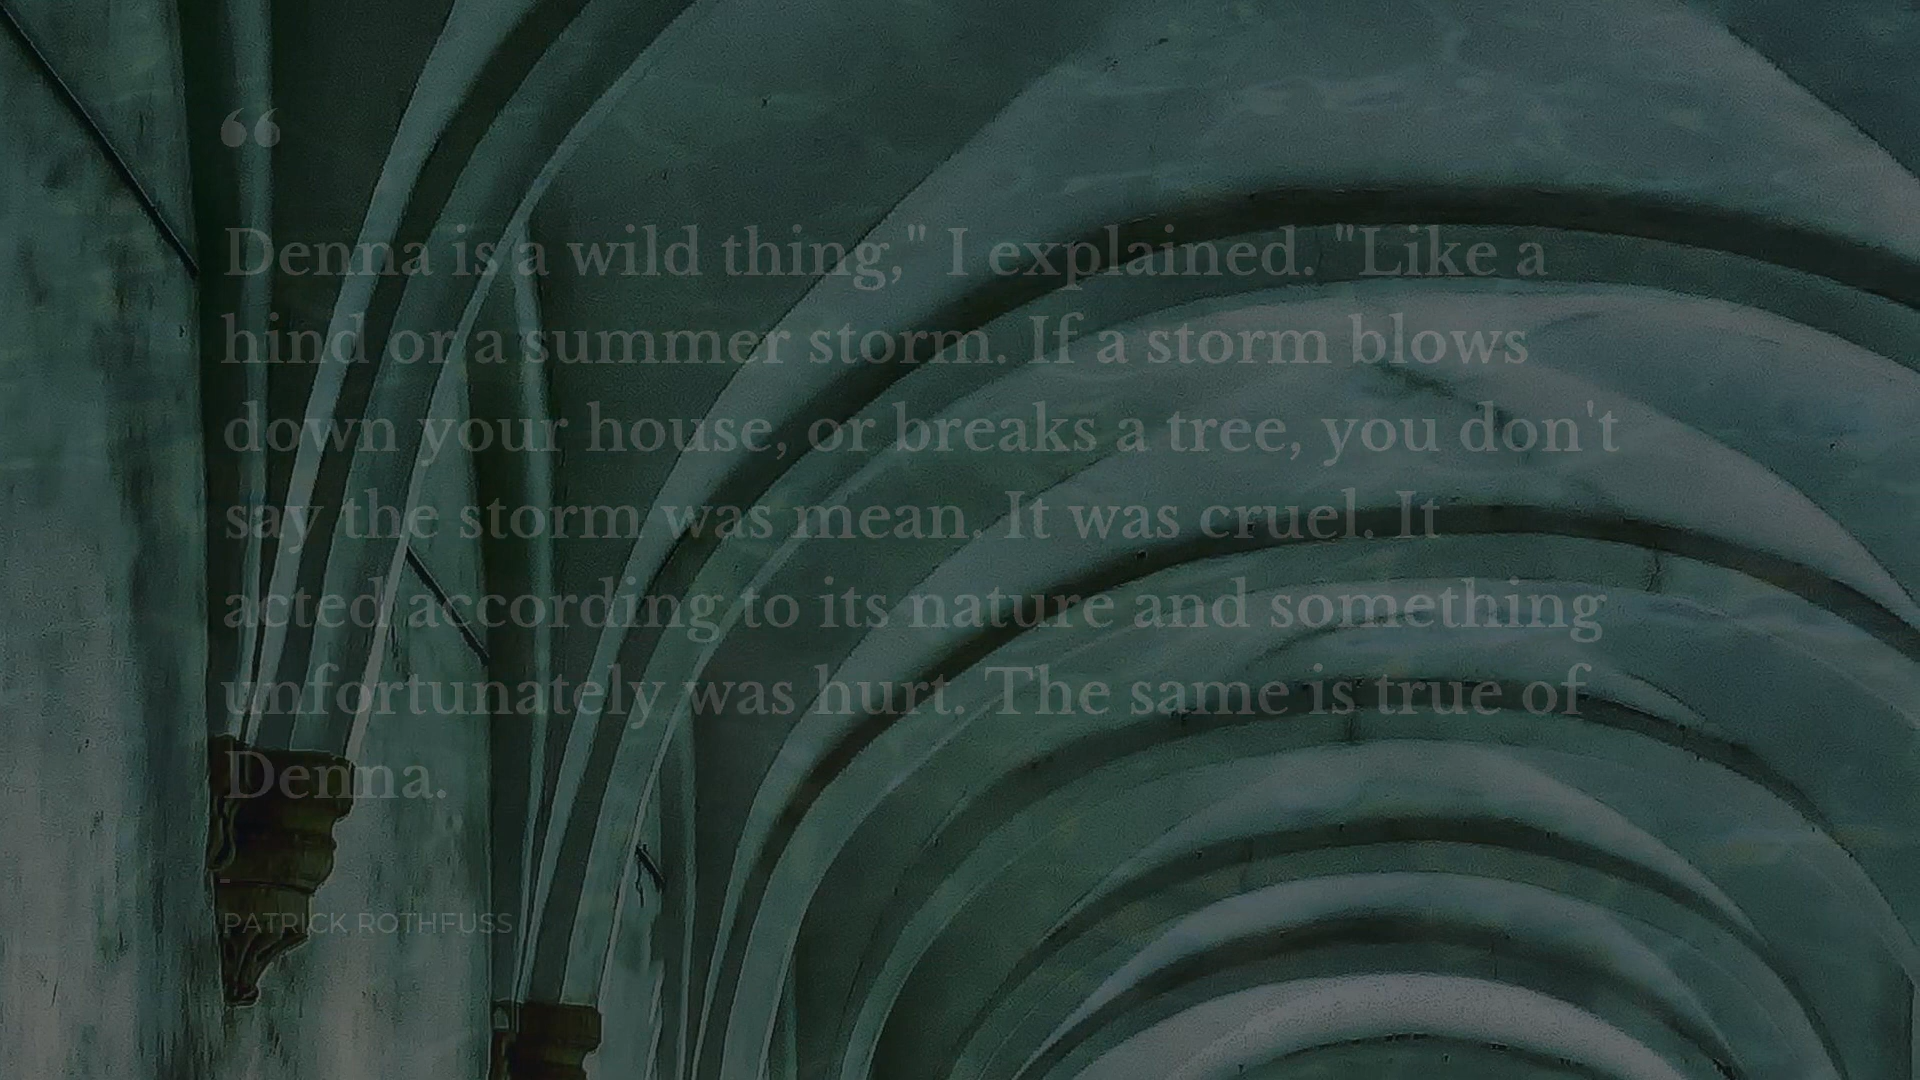 “
Denna is a wild thing," I explained. "Like a
hind or a summer storm. If a storm blows
down your house, or breaks a tree, you don't
say the storm was mean. It was cruel. It
acted according to its nature and something
unfortunately was hurt. The same is true of
Denna.
-
PATRICK ROTHFUSS